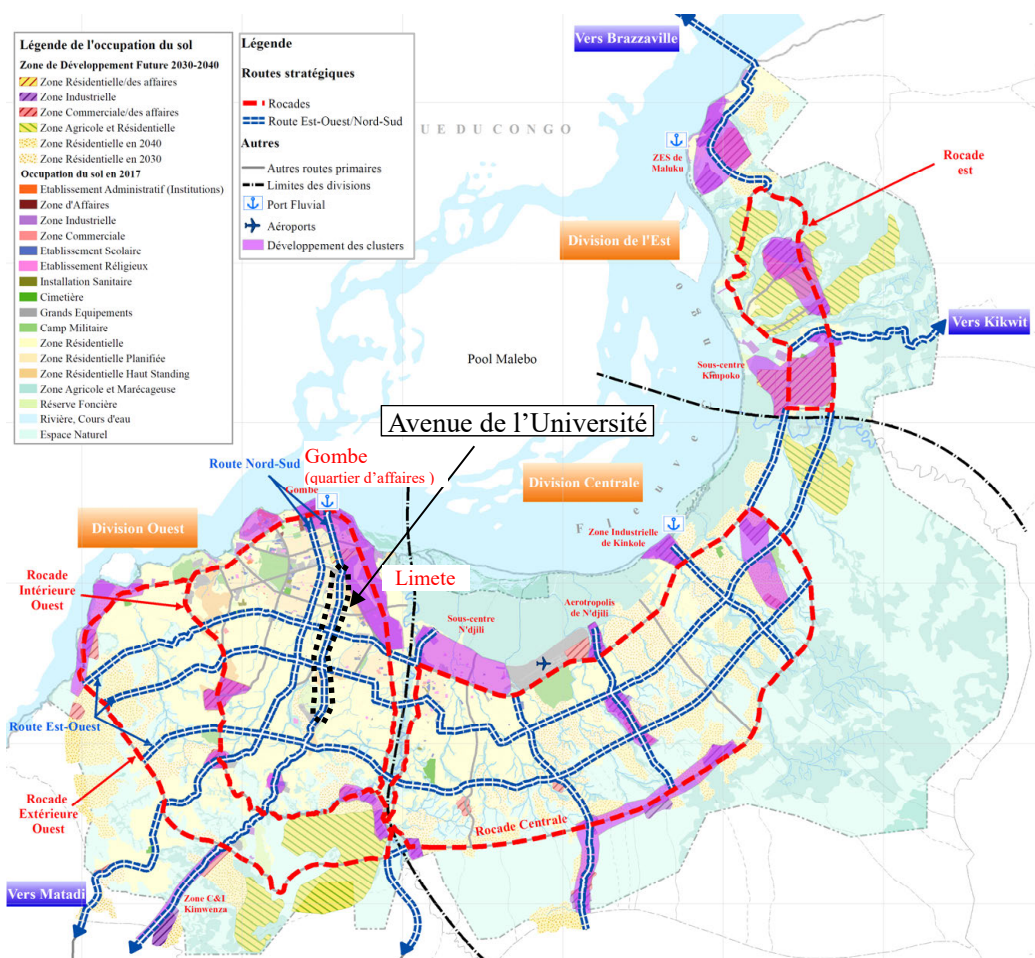 Légende de l'occupation du sol
Zone de Développement Future 2030-2040
Zone Résidentielle/des affaires
Zone Industrielle
Zone Commerciale/des affaires
Zone Agricole et Résidentielle
Zone Résidentielle en 2040
Zone Résidentielle en 2030
Occupation du sol en 2017
Etablissement Administratif (Institutions)
Zone d'Affaires
Zone Industrielle
Zone Commerciale
Etablissement Scolaire
Etablissement Réligieux
Installation Sanitaire
Cimetière
Grands Equipements
Camp Militaire
Zone Résidentielle
Zone Résidentielle Planifiée
Zone Résidentielle Haut Standing
Zone Agricole et Marécageuse
Réserve Foncière
Rivière, Cours d'eau
Espace Naturel
Légende
Routes stratégiques
Rocades
Route Est-Ouest/Nord-Sud
Autres
Autres routes primaires
Limites des divisions
Port Fluvial
Aéroports
Développement des clusters
UE DU CONGO
Vers Brazzaville
ZES de
Maluku
Rocade
est
Division de l'Est
Vers Kikwit
Sous-centre
Kimpoko
Pool Malebo
Fleuve Congo
Avenue de l'Université
Route Nord-Sud
Gombe
(quartier d'affaires )
Gombe
Division Centrale
Division Ouest
Zone Industrielle
de Kinkole
Rocade
Intérieure
Ouest
Limete
Aerotropolis
de N'djili
Sous-centre
N'djili
Route Est-Ouest
Rocade
Extérieure
Ouest
Rocade Centrale
Vers Matadi
Zone C&I
Kimwenza